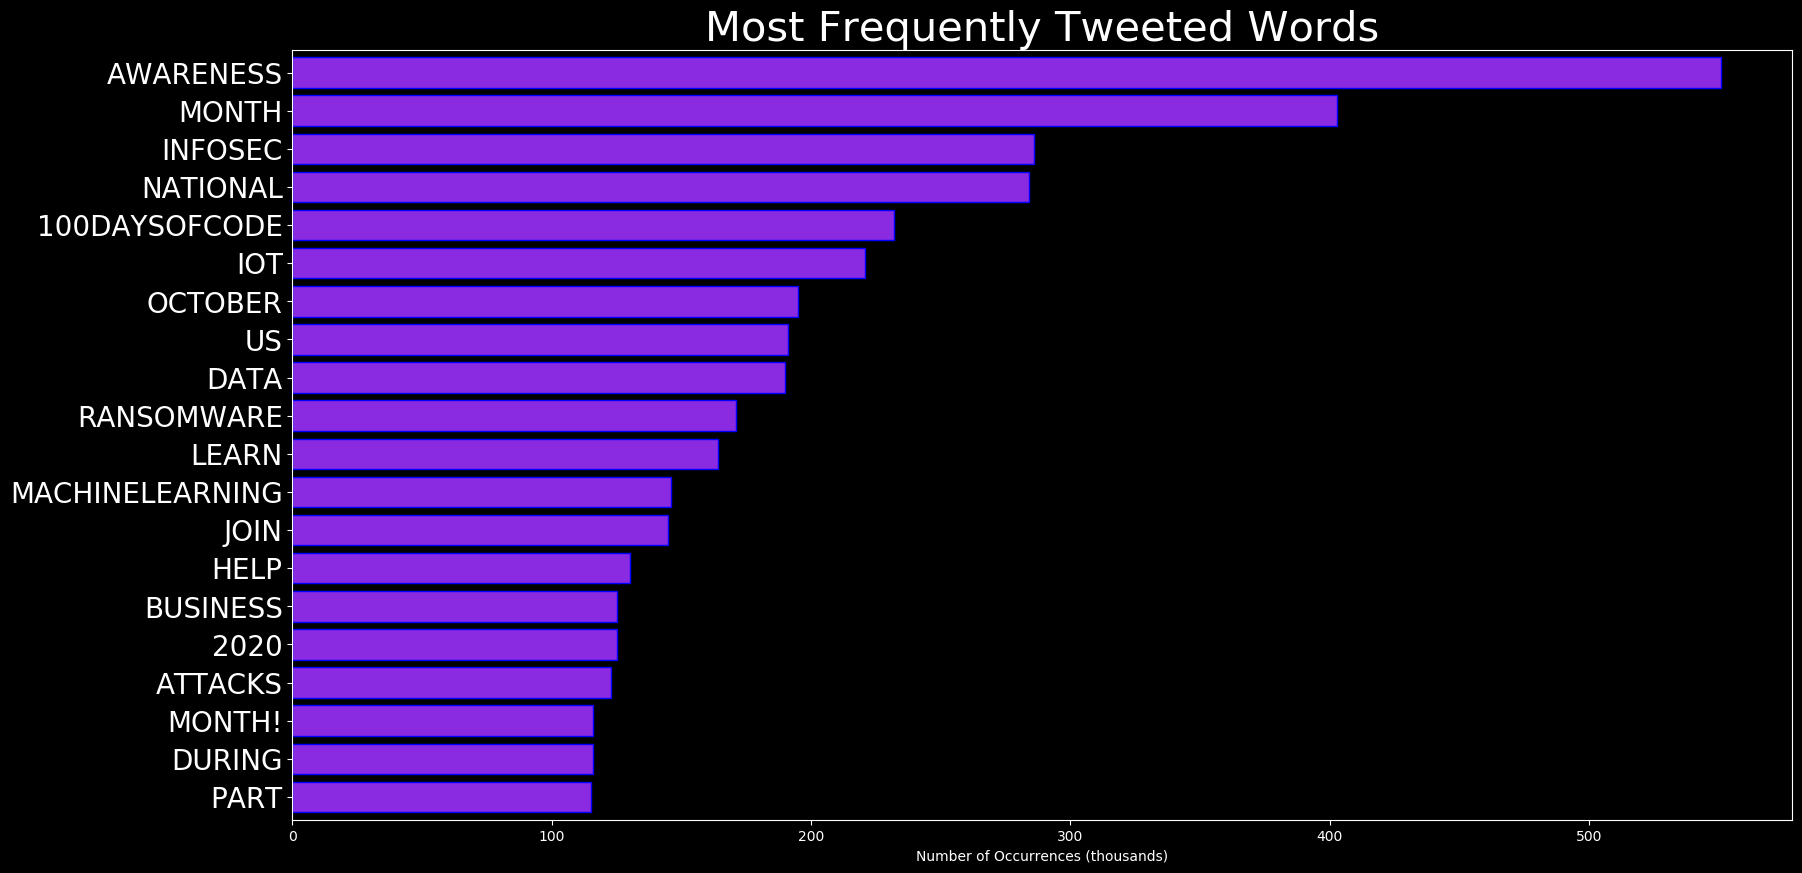 Most Frequently Tweeted Words
AWARENESS
MONTH
INFOSEC
NATIONAL
100DAYSOFCODE
IOT
OCTOBER
US
DATA
RANSOMWARE
LEARN
MACHINELEARNING
JOIN
HELP
BUSINESS
2020
ATTACKS
MONTH!
DURING
PART
0 100 200 300 400 500
Number of Occurrences (thousands)